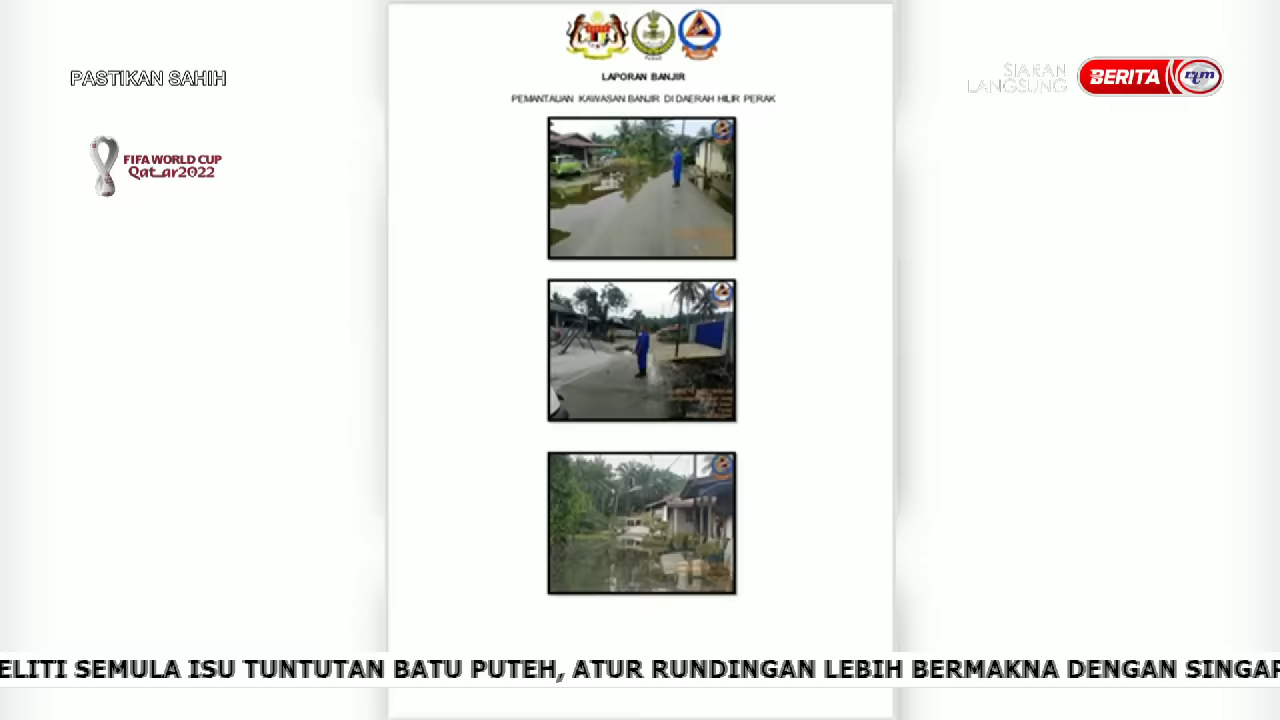 PASTIKAN SAHIH
SIARAN
LANGSUNG
BERITA rtm
FIFA WORLD CUP
Qatar2022
LAPORAN BANJIR
PEMANTAUAN KAWASAN BANJIR DI DAERAH HILIR PERAK
ELITI SEMULA ISU TUNTUTAN BATU PUTEH, ATUR RUNDINGAN LEBIH BERMAKNA DENGAN SINGAP